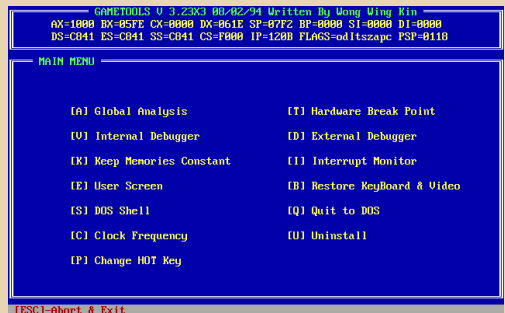 GAMETOOLS V 3.23X3 08/02/94 Written By Wong Wing Kin
AX=1000 BX=05FE CX=0000 DX=061E SP=07F2 BP=0000 SI=0000 DI=0000
DS=C841 ES=C841 SS=C841 CS=F000 IP=120B FLAGS=odItszapc PSP=0118
MAIN MENU
[A] Global Analysis
[T] Hardware Break Point
[V] Internal Debugger
[D] External Debugger
[K] Keep Memories Constant
[I] Interrupt Monitor
[E] User Screen
[B] Restore KeyBoard & Video
[S] DOS Shell
[Q] Quit to DOS
[C] Clock Frequency
[U] Uninstall
[P] Change HOT Key
[ESC]-Abort & Exit